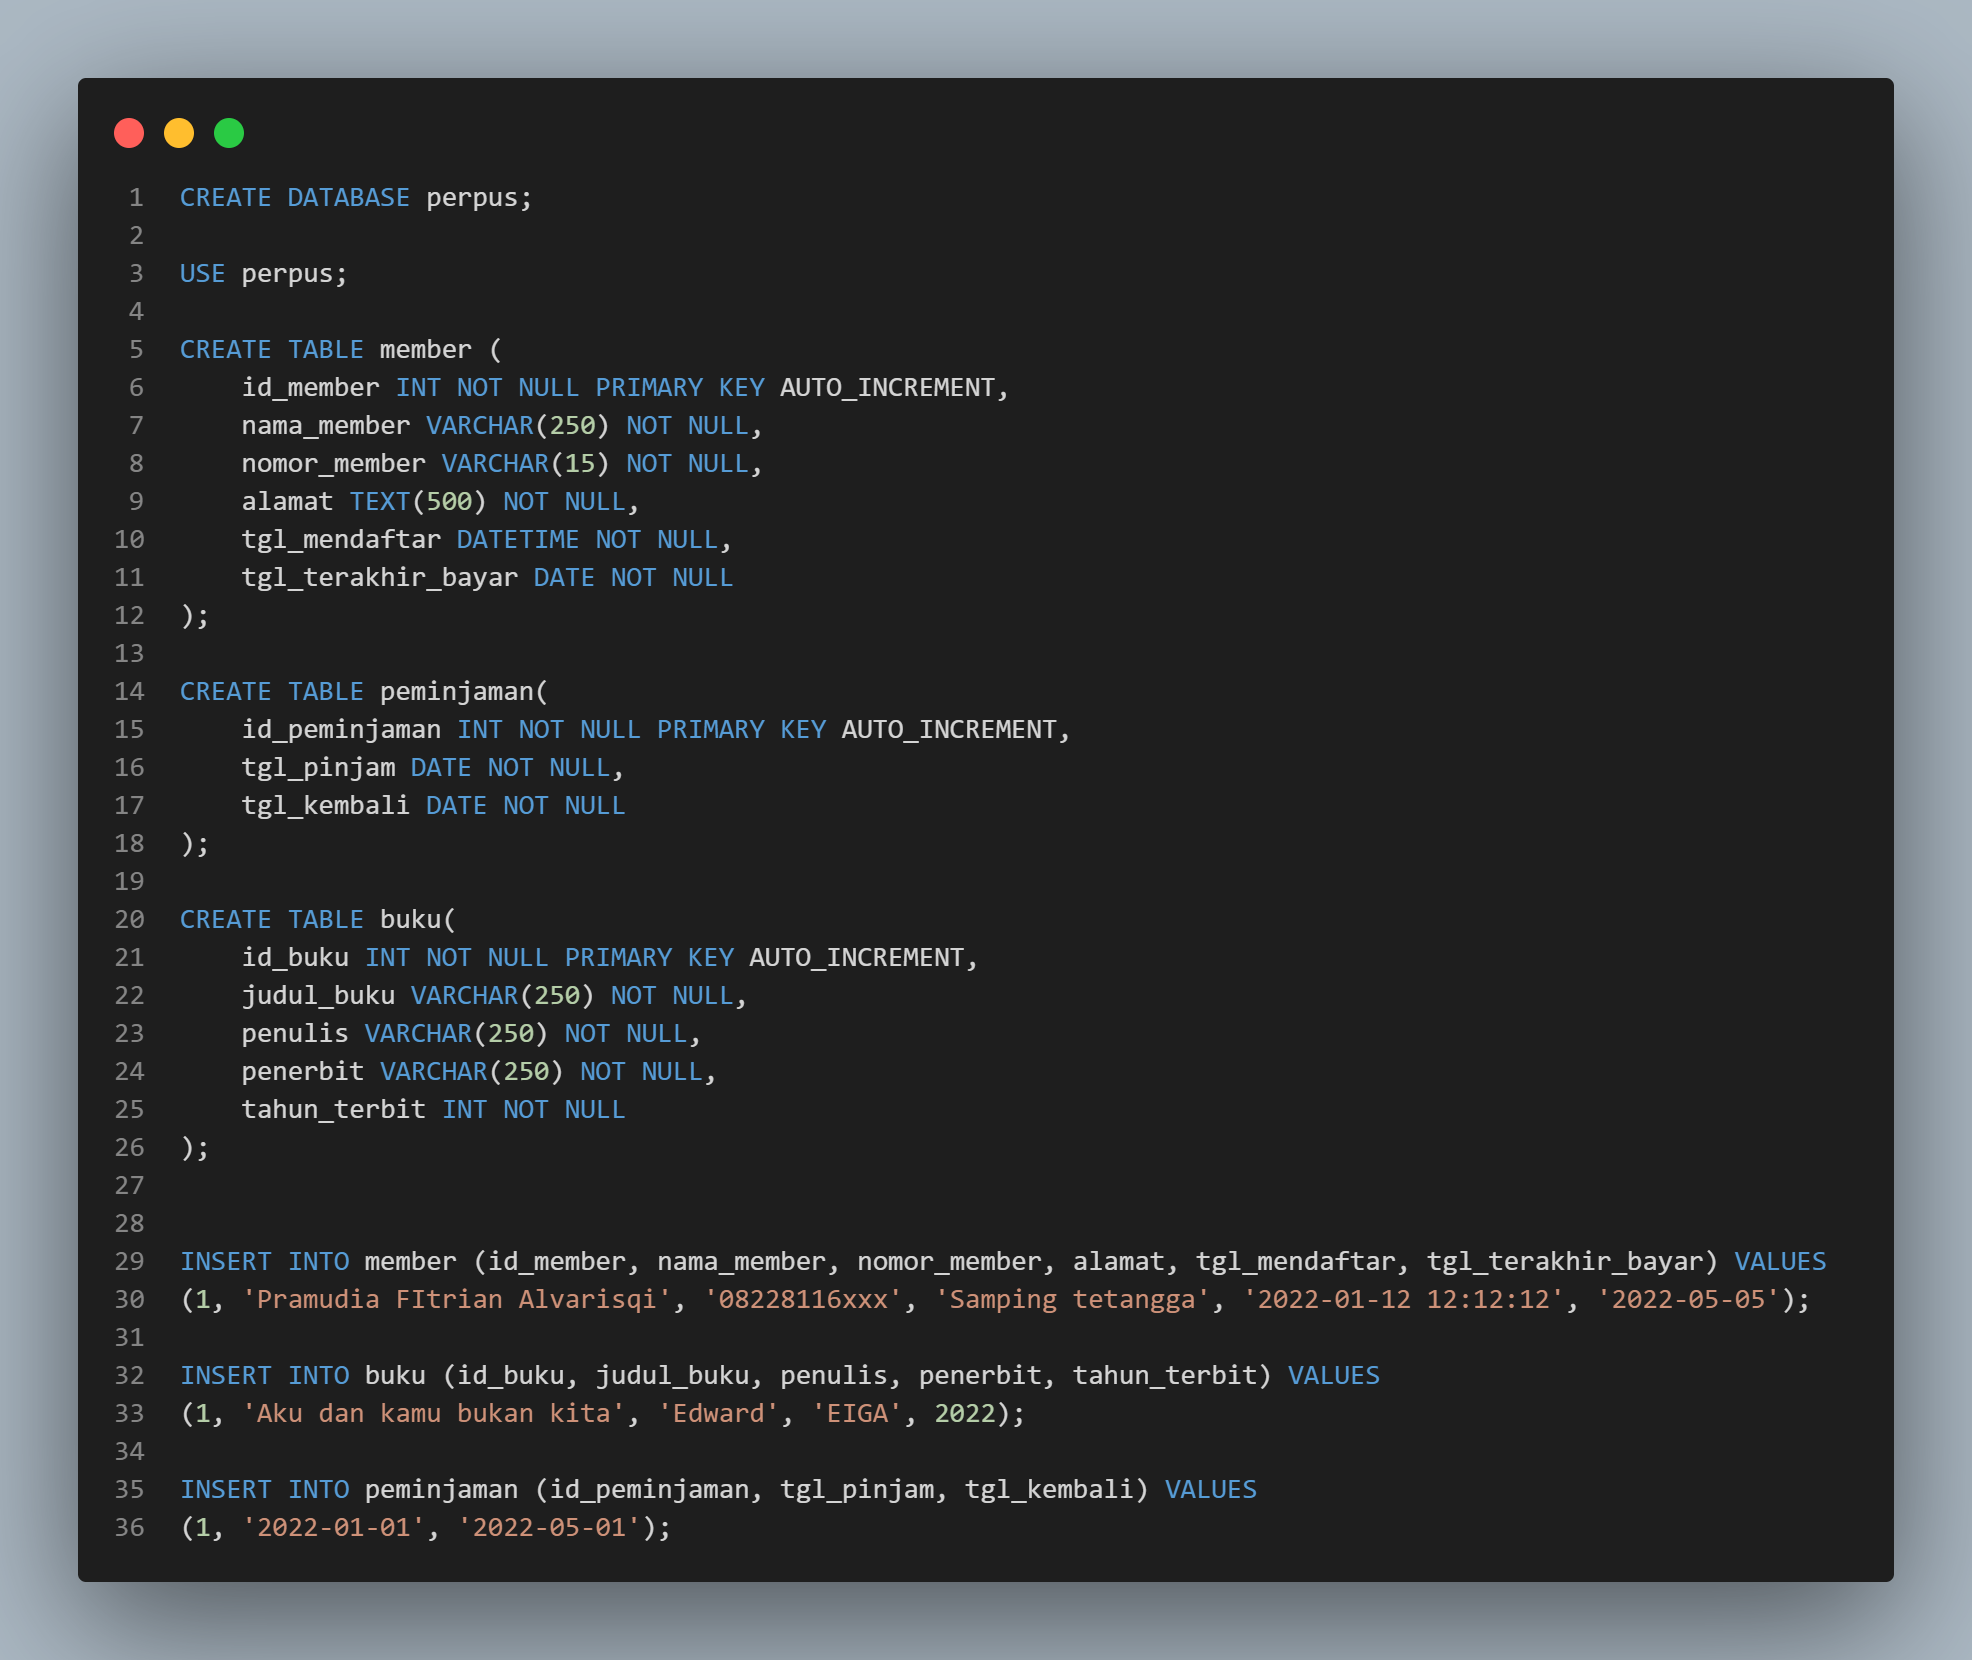 1 CREATE DATABASE perpus;
2
3 USE perpus;
4
5 CREATE TABLE member (
6     id_member INT NOT NULL PRIMARY KEY AUTO_INCREMENT,
7     nama_member VARCHAR(250) NOT NULL,
8     nomor_member VARCHAR(15) NOT NULL,
9     alamat TEXT(500) NOT NULL,
10     tgl_mendaftar DATETIME NOT NULL,
11     tgl_terakhir_bayar DATE NOT NULL
12 );
13
14 CREATE TABLE peminjaman(
15     id_peminjaman INT NOT NULL PRIMARY KEY AUTO_INCREMENT,
16     tgl_pinjam DATE NOT NULL,
17     tgl_kembali DATE NOT NULL
18 );
19
20 CREATE TABLE buku(
21     id_buku INT NOT NULL PRIMARY KEY AUTO_INCREMENT,
22     judul_buku VARCHAR(250) NOT NULL,
23     penulis VARCHAR(250) NOT NULL,
24     penerbit VARCHAR(250) NOT NULL,
25     tahun_terbit INT NOT NULL
26 );
27
28
29 INSERT INTO member (id_member, nama_member, nomor_member, alamat, tgl_mendaftar, tgl_terakhir_bayar) VALUES
30 (1, 'Pramudia FItrian Alvarisqi', '08228116xxx', 'Samping tetangga', '2022-01-12 12:12:12', '2022-05-05');
31
32 INSERT INTO buku (id_buku, judul_buku, penulis, penerbit, tahun_terbit) VALUES
33 (1, 'Aku dan kamu bukan kita', 'Edward', 'EIGA', 2022);
34
35 INSERT INTO peminjaman (id_peminjaman, tgl_pinjam, tgl_kembali) VALUES
36 (1, '2022-01-01', '2022-05-01');